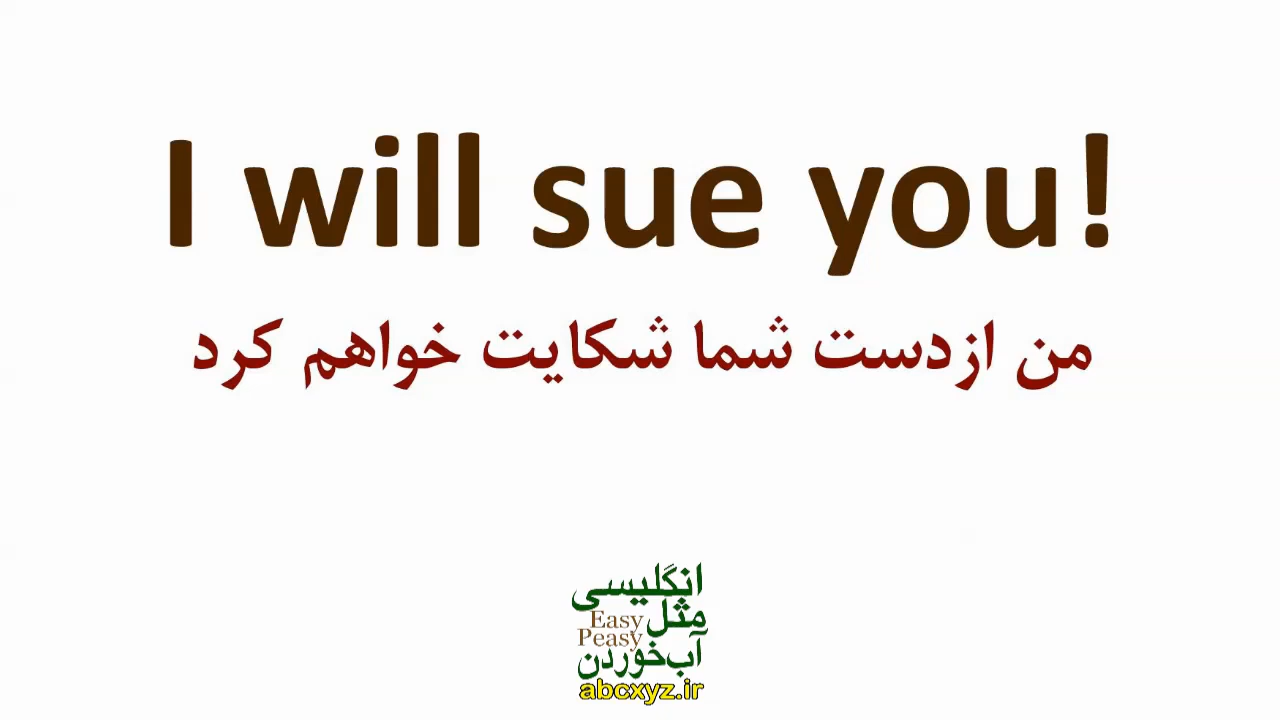 I will sue you!
من ازدست شما شکایت خواهم کرد
انگلیسی
مثل Easy
Peasy
آب‌خوردن
abcxyz.ir